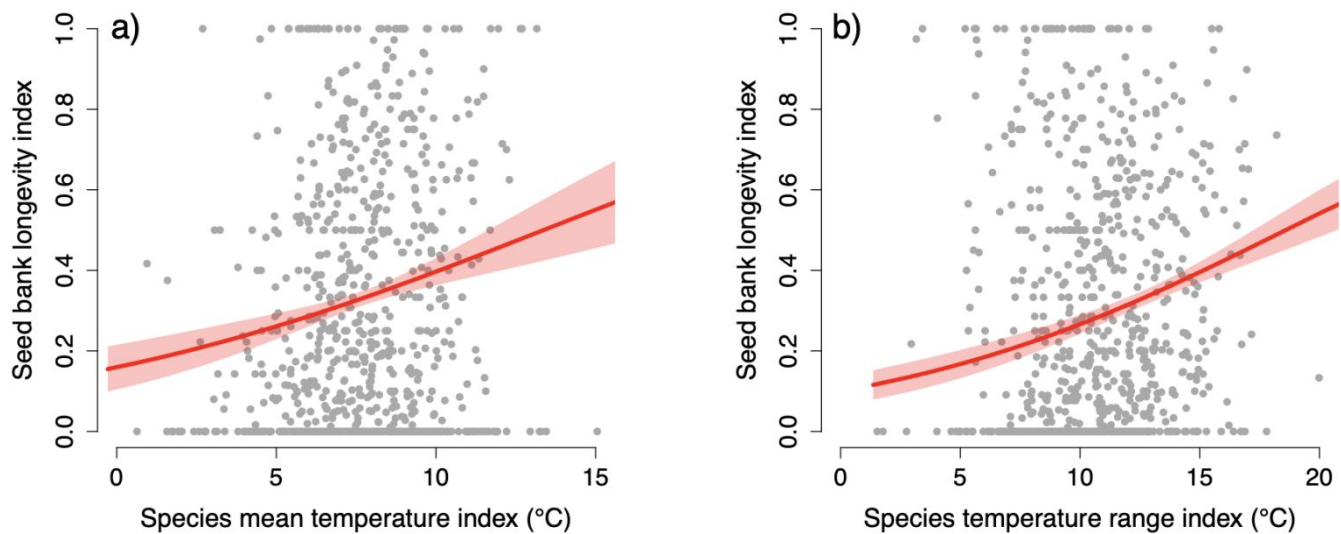 a)
1.0
0.8
0.6
0.4
0.2
0.0
Seed bank longevity index
0 5 10 15
Species mean temperature index (°C)
b)
1.0
0.8
0.6
0.4
0.2
0.0
Seed bank longevity index
0 5 10 15 20
Species temperature range index (°C)